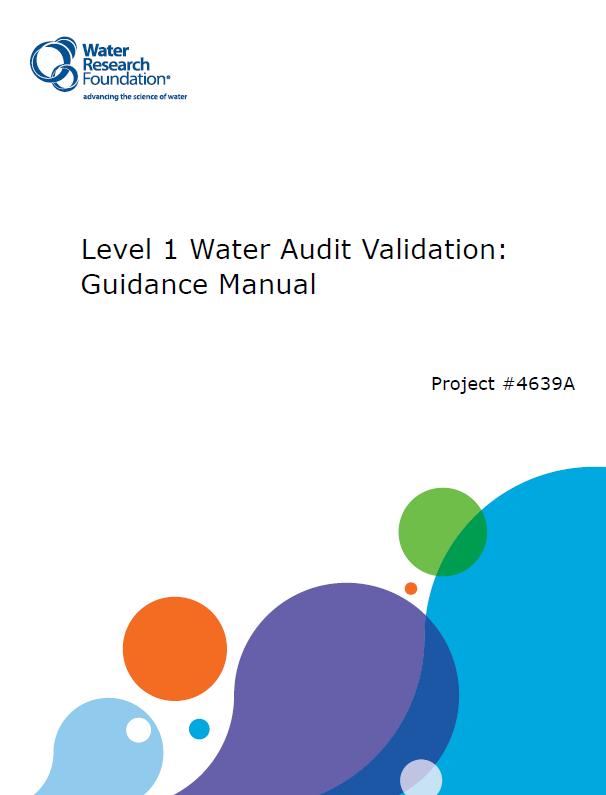 Water
Research
Foundation®
advancing the science of water
Level 1 Water Audit Validation:
Guidance Manual
Project #4639A